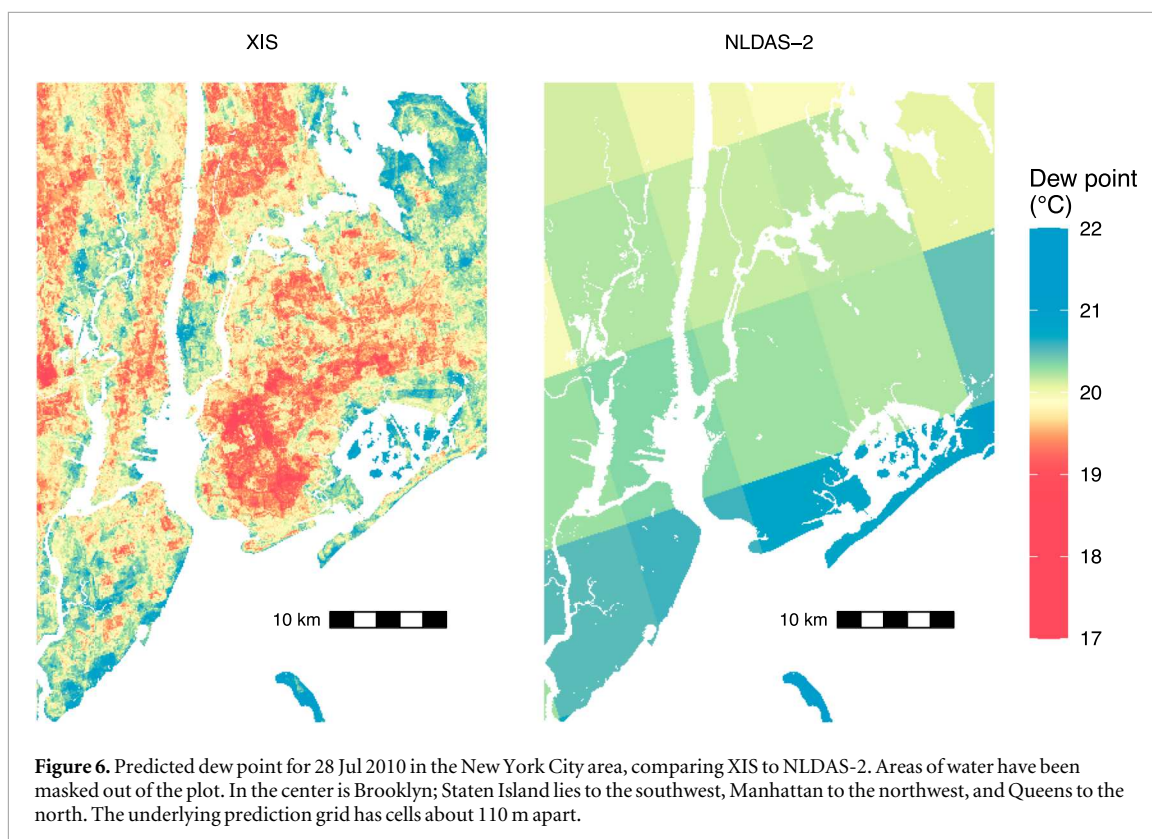 XIS
NLDAS–2
Dew point
(°C)
22
21
20
19
18
17
10 km
10 km
Figure 6. Predicted dew point for 28 Jul 2010 in the New York City area, comparing XIS to NLDAS-2. Areas of water have been
masked out of the plot. In the center is Brooklyn; Staten Island lies to the southwest, Manhattan to the northwest, and Queens to the
north. The underlying prediction grid has cells about 110 m apart.